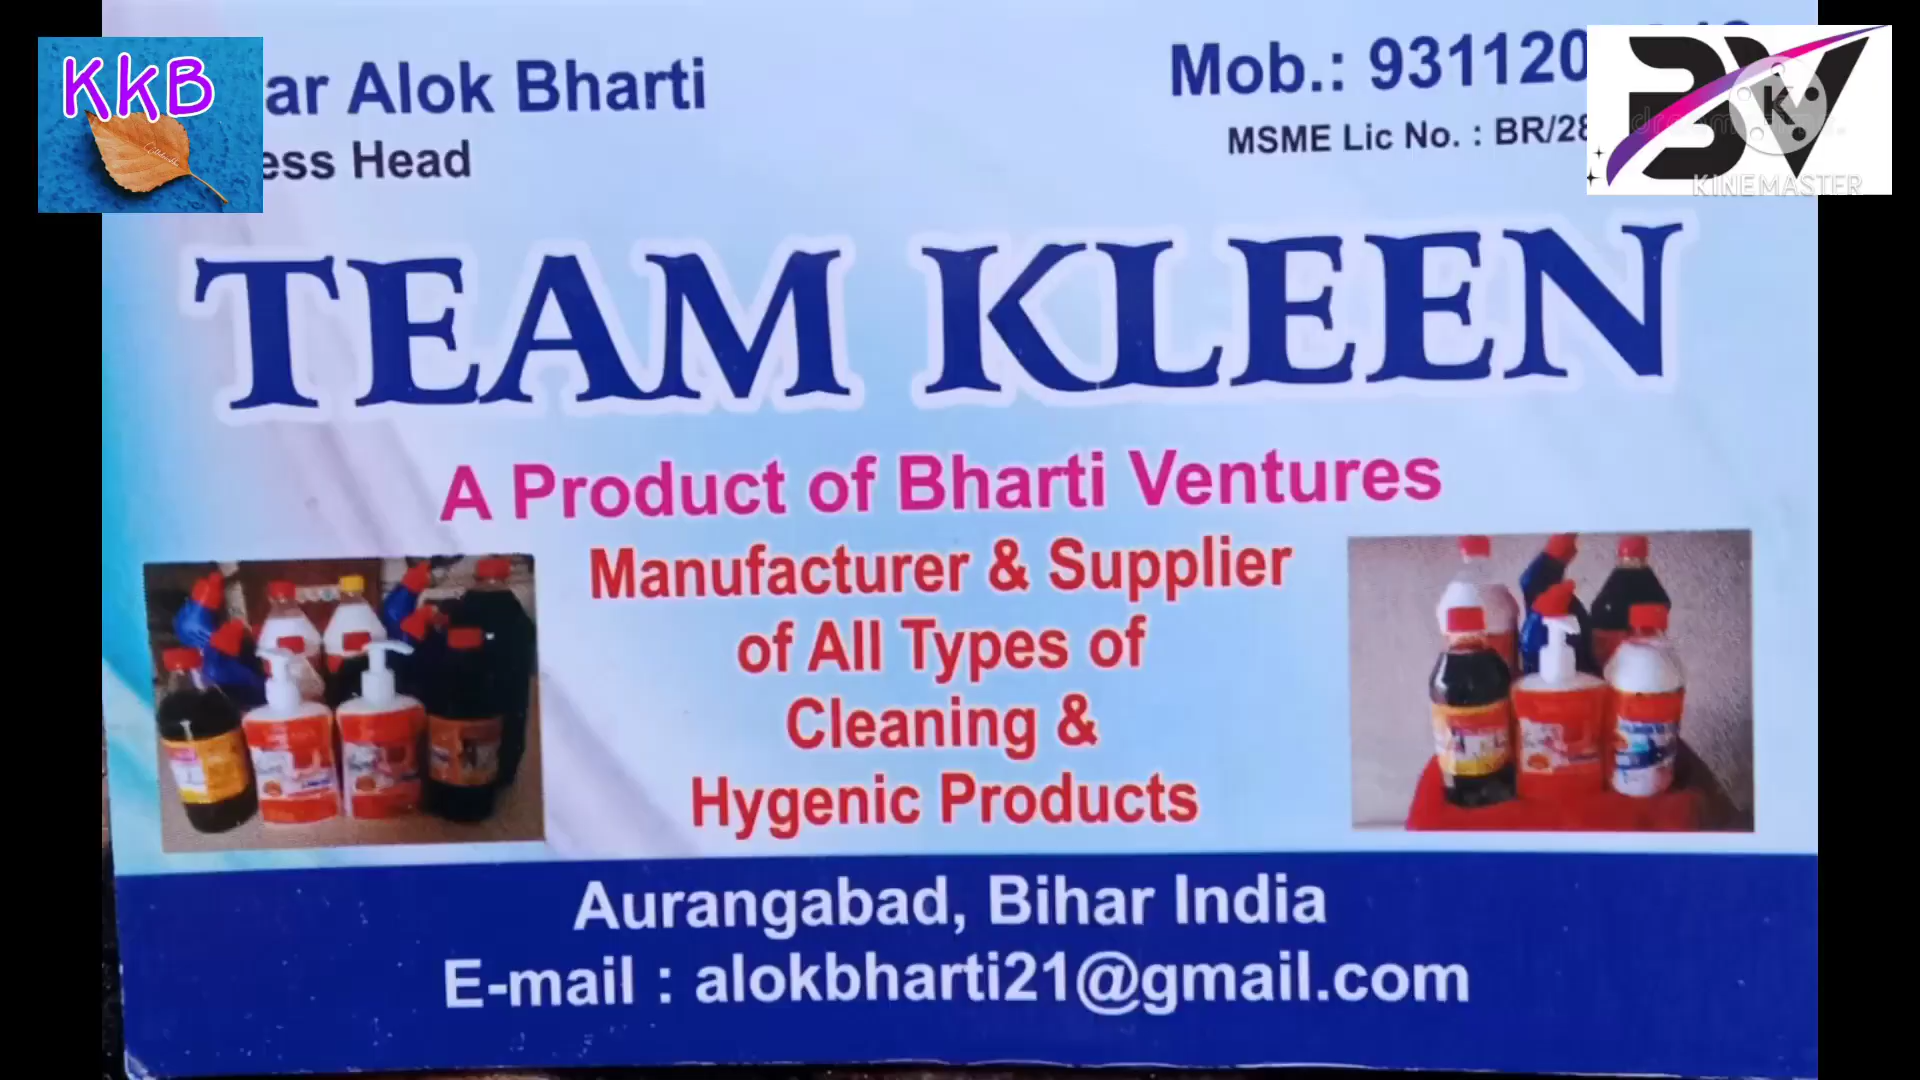 KKB
ar Alok Bharti
ess Head
Mob.: 931120
MSME Lic No. : BR/28
BV
KINEMASTER
TEAM KLEEN
A Product of Bharti Ventures
Manufacturer & Supplier
of All Types of
Cleaning &
Hygenic Products
Aurangabad, Bihar India
E-mail : alokbharti21@gmail.com